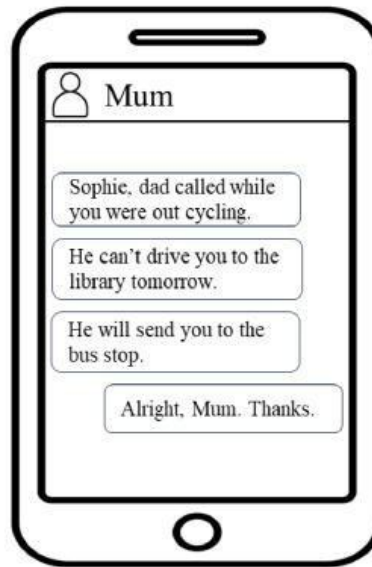 Mum
Sophie, dad called while
you were out cycling.
He can't drive you to the
library tomorrow.
He will send you to the
bus stop.
Alright, Mum. Thanks.